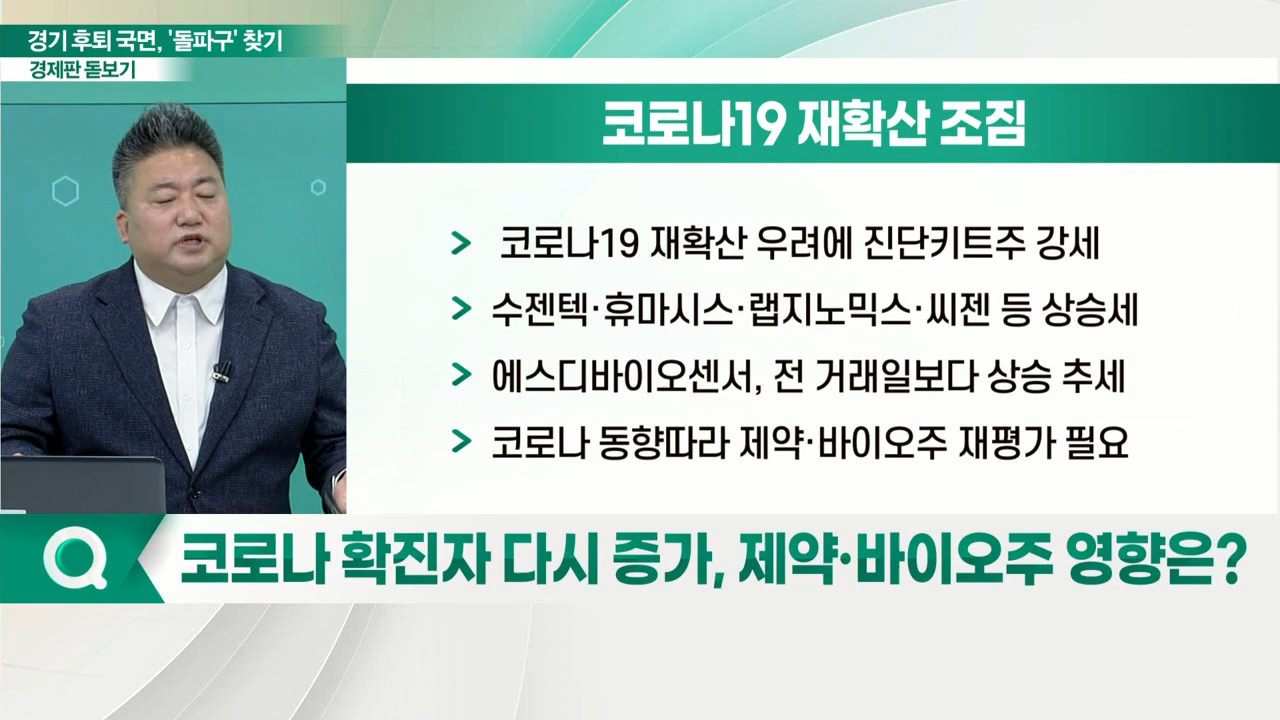 경기 후퇴 국면, '돌파구' 찾기
경제판 돋보기
코로나19 재확산 조짐
> 코로나19 재확산 우려에 진단키트주 강세
> 수젠텍·휴마시스·랩지노믹스·씨젠 등 상승세
> 에스디바이오센서, 전 거래일보다 상승 추세
> 코로나 동향따라 제약·바이오주 재평가 필요
코로나 확진자 다시 증가, 제약·바이오주 영향은?